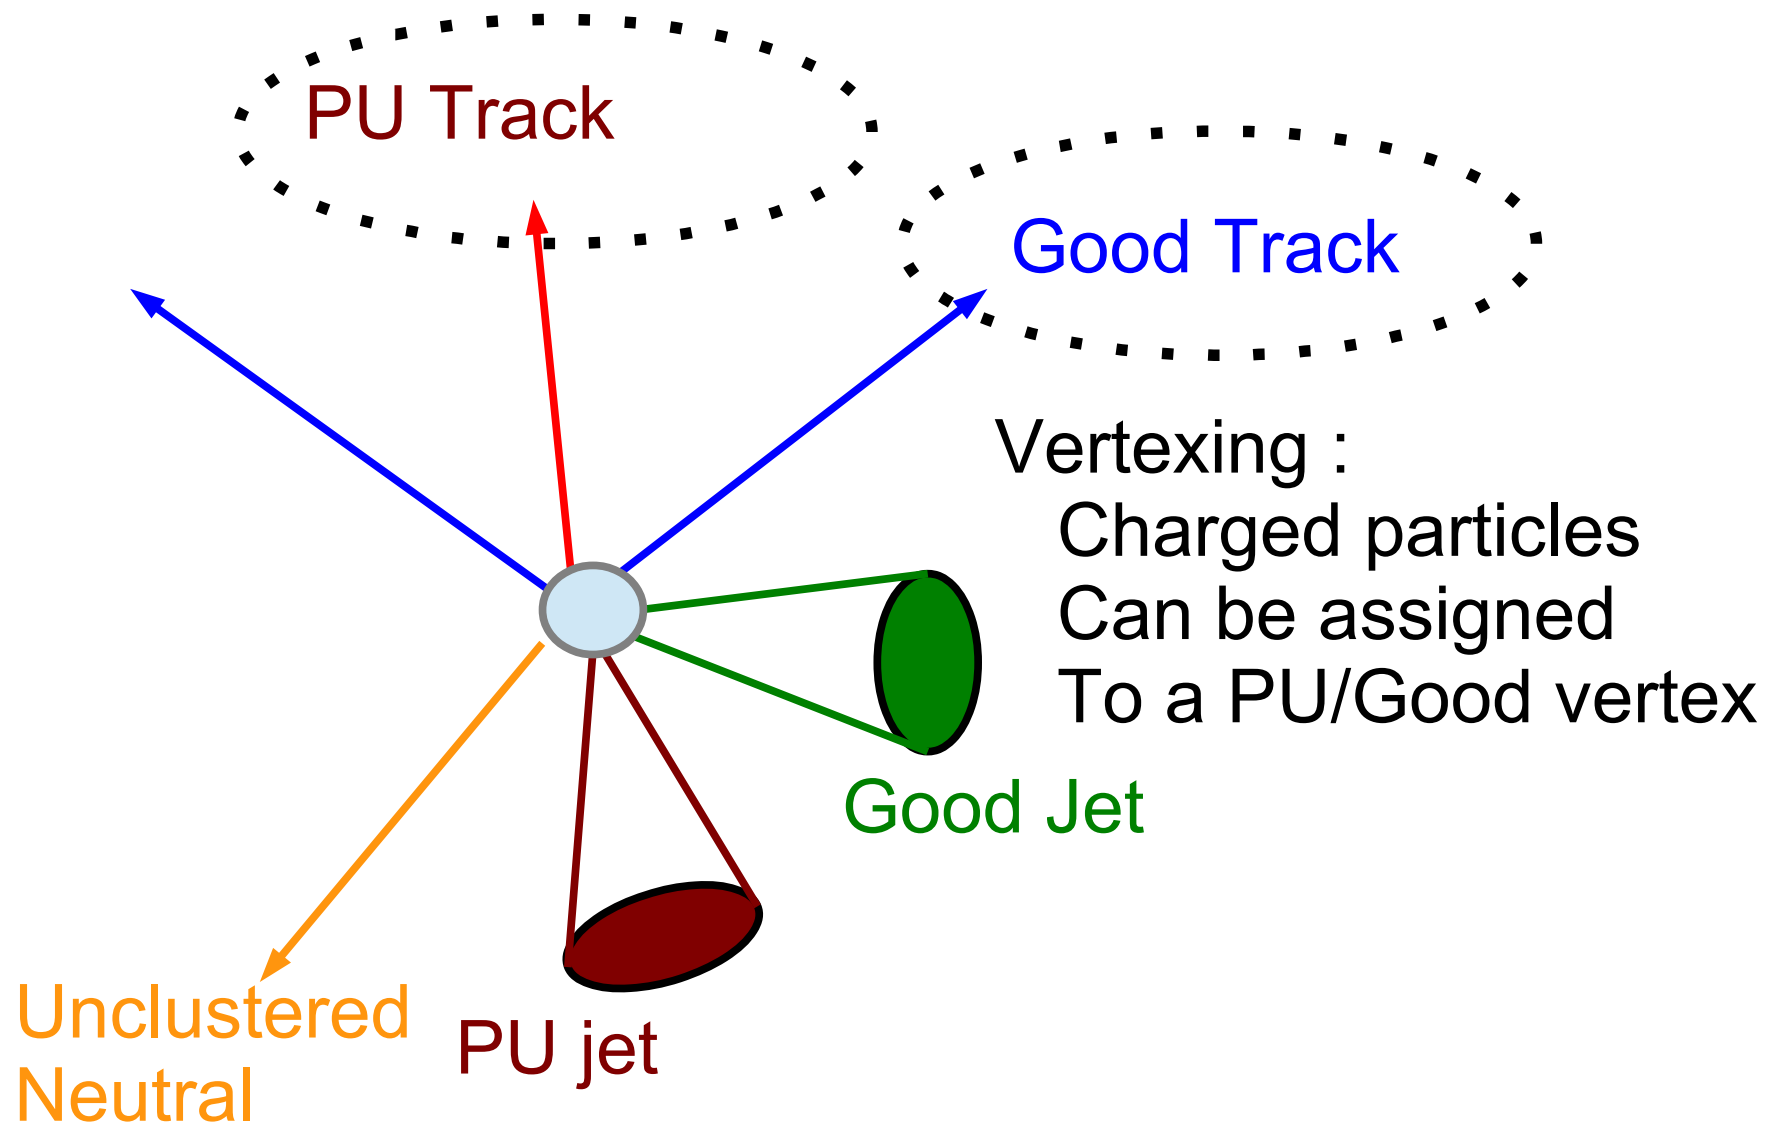 PU Track
Good Track
Vertexing :
Charged particles
Can be assigned
To a PU/Good vertex
Good Jet
Unclustered
Neutral
PU jet